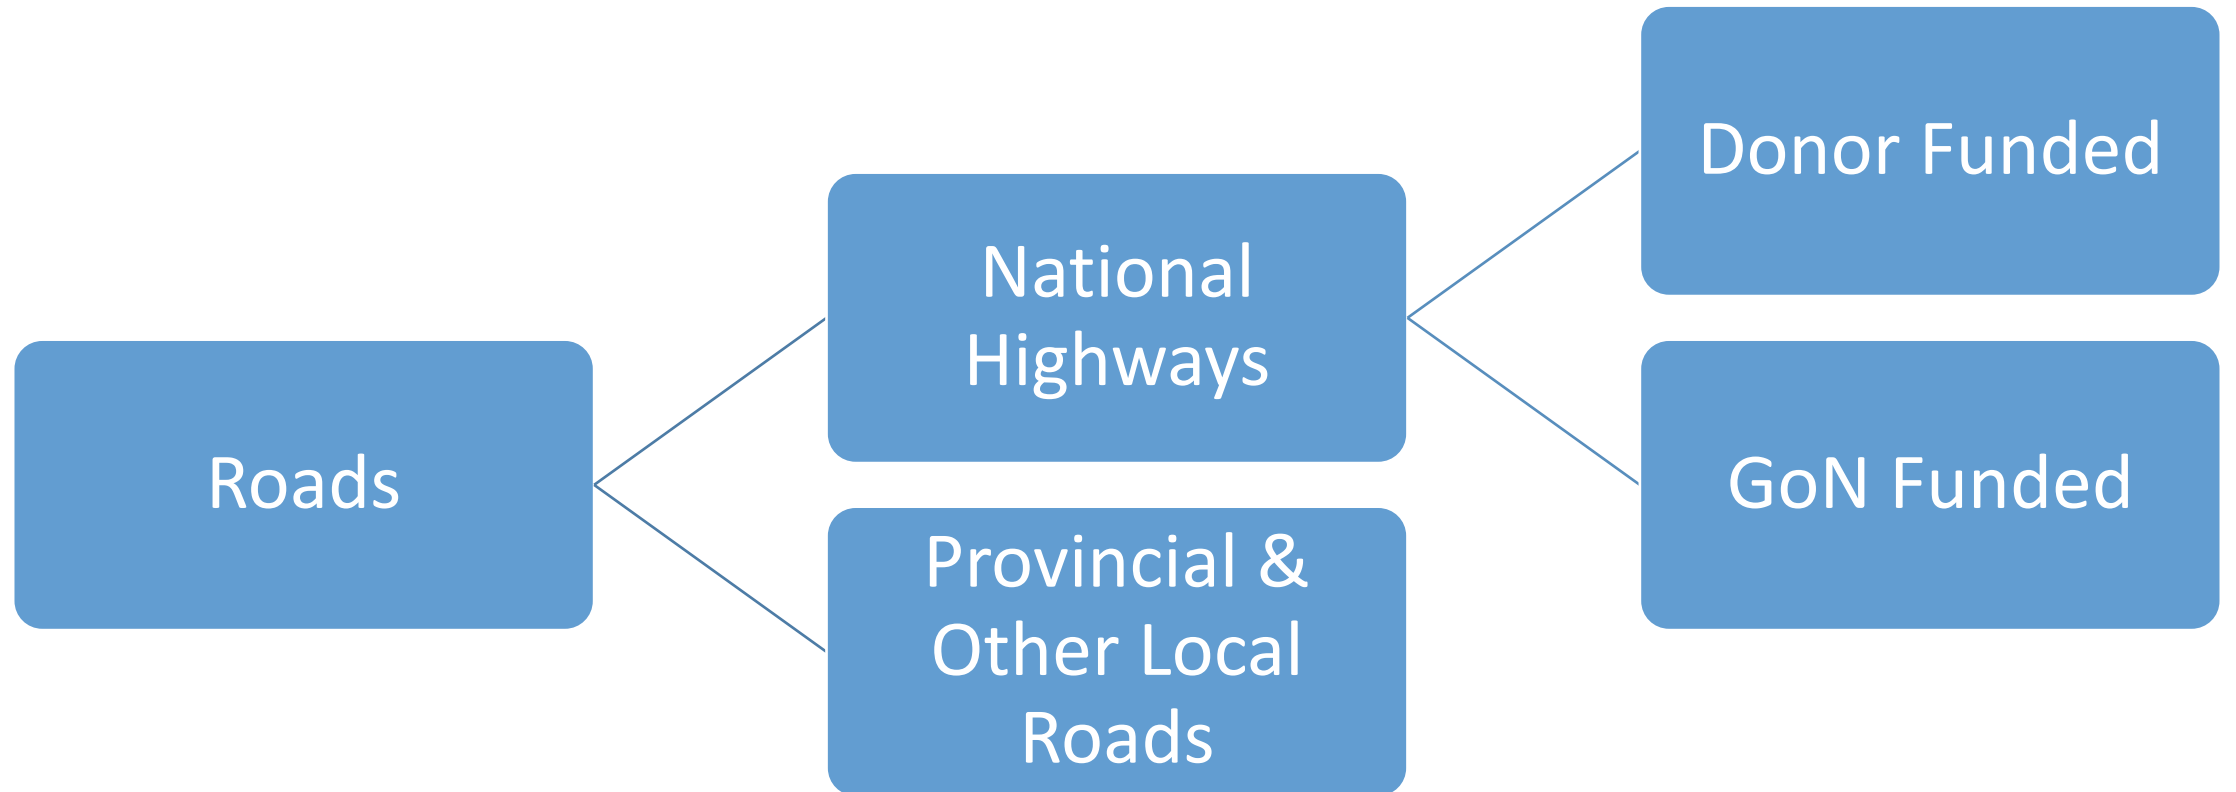 Roads
National
Highways
Provincial &
Other Local
Roads
Donor Funded
GoN Funded